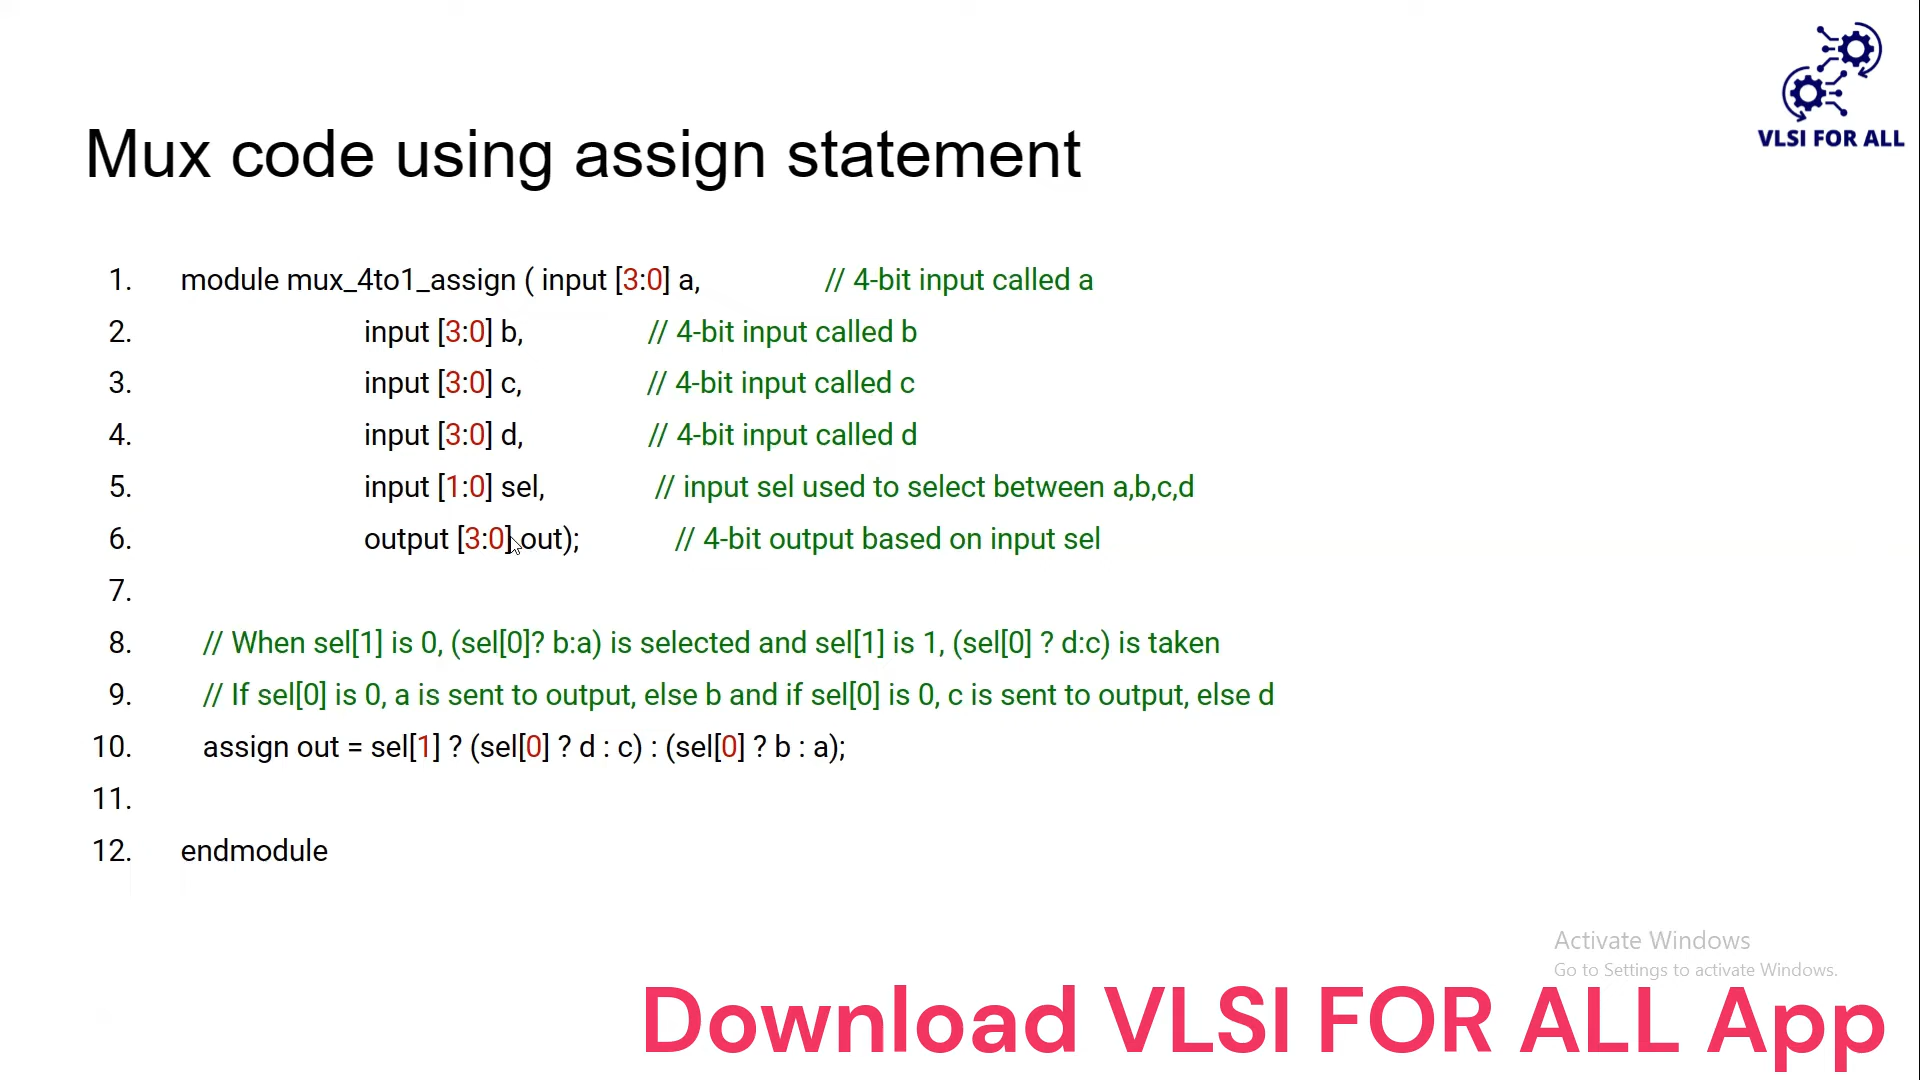 VLSI FOR ALL
Mux code using assign statement
1. module mux_4to1_assign ( input [3:0] a, // 4-bit input called a
2. input [3:0] b, // 4-bit input called b
3. input [3:0] c, // 4-bit input called c
4. input [3:0] d, // 4-bit input called d
5. input [1:0] sel, // input sel used to select between a,b,c,d
6. output [3:0] out); // 4-bit output based on input sel
7.
8. // When sel[1] is 0, (sel[0]? b:a) is selected and sel[1] is 1, (sel[0] ? d:c) is taken
9. // If sel[0] is 0, a is sent to output, else b and if sel[0] is 0, c is sent to output, else d
10. assign out = sel[1] ? (sel[0] ? d : c) : (sel[0] ? b : a);
11.
12. endmodule
Activate Windows
Go to Settings to activate Windows.
Download VLSI FOR ALL App